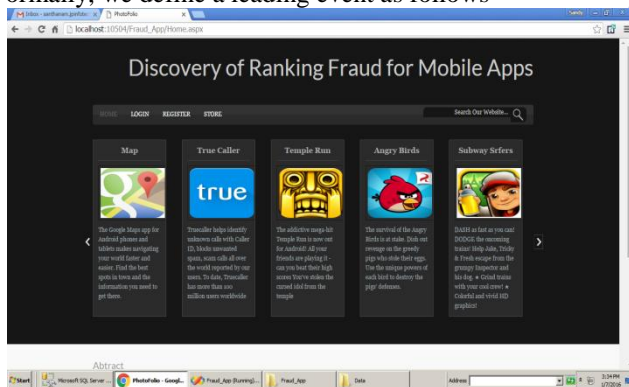 ormally, we define a leading event as follows
PhotoFolio
localhost:10504/Fraud_App/Home.aspx
Discovery of Ranking Fraud for Mobile Apps
HOME LOGIN REGISTER STORE
Search Our Website...
Map
The Google Maps app for
Android phones and
tablets makes navigating
your world faster and
easier. Find the best
spots in town and the
information you need to
get there.
True Caller
true
Truecaller helps identify
unknown calls with Caller
ID, blocks unwanted
spam, scam calls all over
the world reported by our
users. To date, Truecaller
has more than 100
million users worldwide
Temple Run
The addictive mega-hit
Temple Run is now out
for Android! All your
friends are playing it -
can you beat their high
scores You've stolen the
cursed idol from the
temple
Angry Birds
The survival of the Angry
Birds is at stake. Dish out
revenge on the greedy
pigs who stole their eggs.
Use the unique powers of
each bird to destroy the
pigs' defenses.
Subway Srfers
DASH as fast as you can!
DODGE the oncoming
trains! Help Jake, Tricky
& Fresh escape from the
grumpy Inspector and
his dog. ★ Grind trains
with your cool crew! ★
Colorful and vivid HD
graphics!
Abtract
Start Microsoft SQL Server ... PhotoFolio - Googl... Fraud_App (Running)... Fraud_App Data Address 3:14 PM
1/7/2016